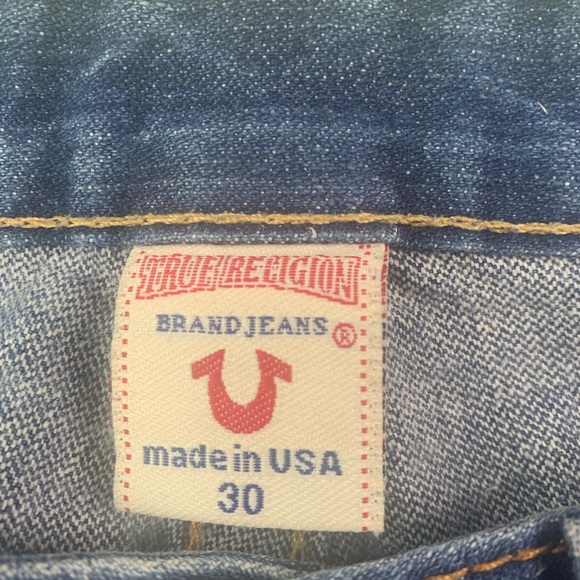 TRUE RELIGION
BRAND JEANS ®
made in USA
30